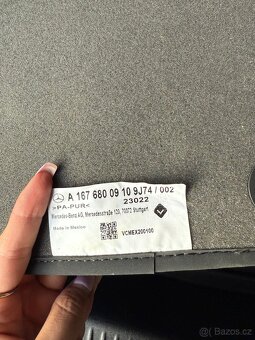 A 167 680 09 10 9J74 / 002
>PA-PUR<
23022
Mercedes-Benz AG, Mercedesstraße 120, 70372 Stuttgart
Made in Mexico
VCMEX200100
sbazar.cz